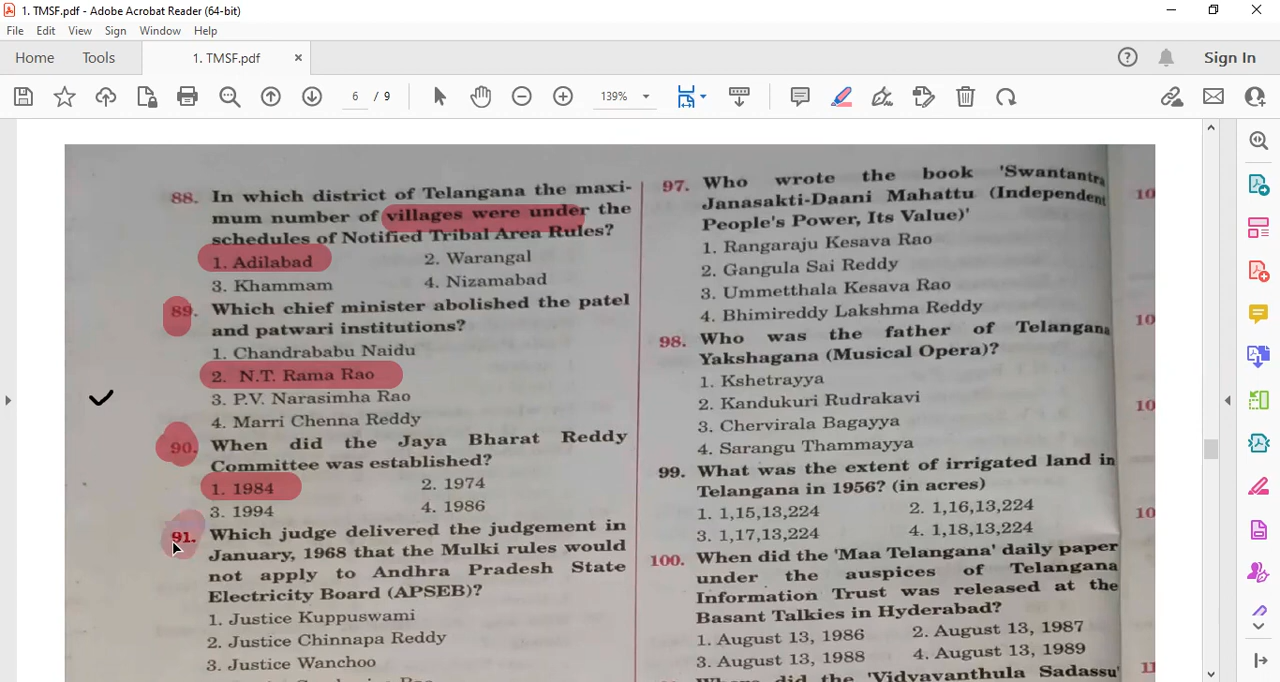 1. TMSF.pdf - Adobe Acrobat Reader (64-bit)
File Edit View Sign Window Help
Home Tools 1. TMSF.pdf × Sign In
6 / 9 139%
88. In which district of Telangana the maxi-
mum number of villages were under the
schedules of Notified Tribal Area Rules?
1. Adilabad 2. Warangal
3. Khammam 4. Nizamabad
89. Which chief minister abolished the patel
and patwari institutions?
1. Chandrababu Naidu
2. N.T. Rama Rao
3. P.V. Narasimha Rao
4. Marri Chenna Reddy
90. When did the Jaya Bharat Reddy
Committee was established?
1. 1984 2. 1974
3. 1994 4. 1986
91. Which judge delivered the judgement in
January, 1968 that the Mulki rules would
not apply to Andhra Pradesh State
Electricity Board (APSEB)?
1. Justice Kuppuswami
2. Justice Chinnapa Reddy
3. Justice Wanchoo
97. Who wrote the book 'Swantantra
Janasakti-Daani Mahattu (Independent
People's Power, Its Value)'
1. Rangaraju Kesava Rao
2. Gangula Sai Reddy
3. Ummetthala Kesava Rao
4. Bhimireddy Lakshma Reddy
98. Who was the father of Telangana
Yakshagana (Musical Opera)?
1. Kshetrayya
2. Kandukuri Rudrakavi
3. Chervirala Bagayya
4. Sarangu Thammayya
99. What was the extent of irrigated land in
Telangana in 1956? (in acres)
1. 1,15,13,224 2. 1,16,13,224
3. 1,17,13,224 4. 1,18,13,224
100. When did the 'Maa Telangana' daily paper
under the auspices of Telangana
Information Trust was released at the
Basant Talkies in Hyderabad?
1. August 13, 1986 2. August 13, 1987
3. August 13, 1988 4. August 13, 1989
did the 'Vidyavanthula Sadassu'
10
10
10
10
11